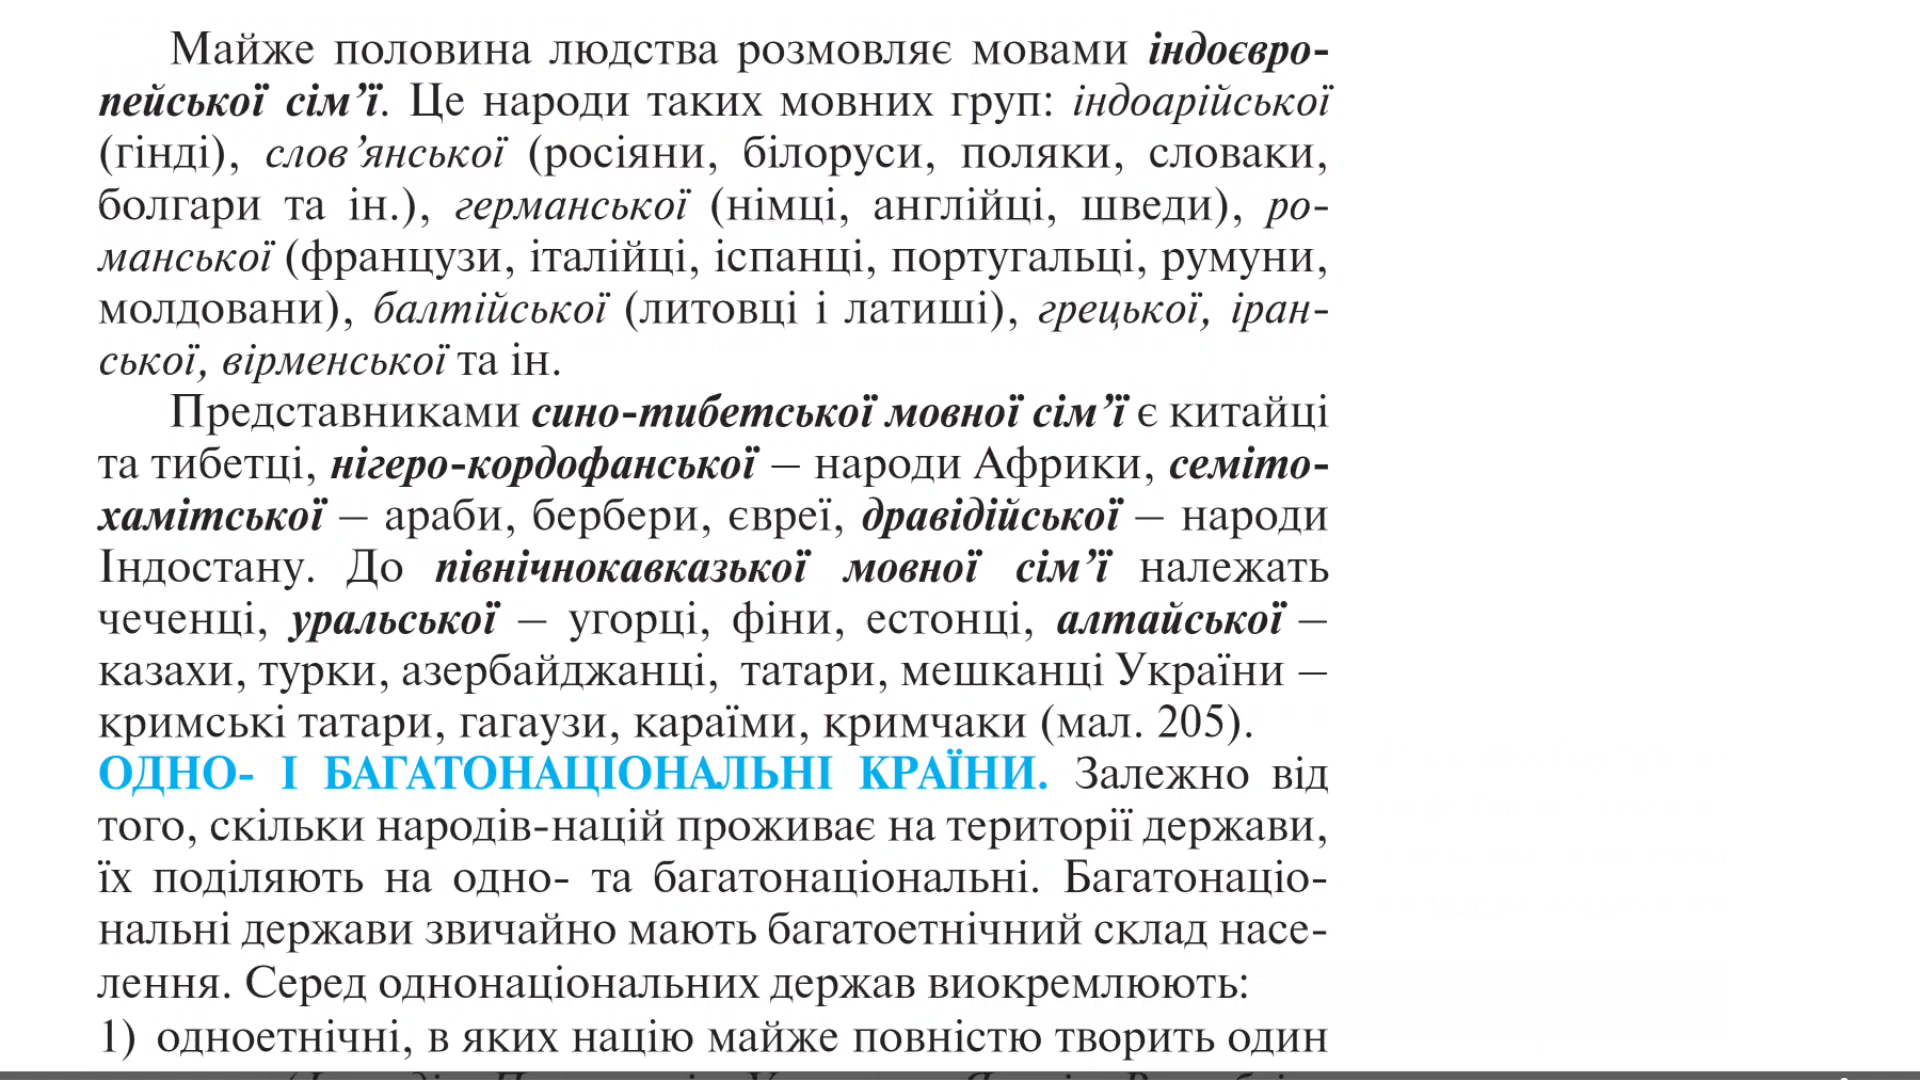 Майже половина людства розмовляє мовами індоєвро-
пейської сім’ї. Це народи таких мовних груп: індоарійської
(гінді), слов’янської (росіяни, білоруси, поляки, словаки,
болгари та ін.), германської (німці, англійці, шведи), ро-
манської (французи, італійці, іспанці, португальці, румуни,
молдовани), балтійської (литовці і латиші), грецької, іран-
ської, вірменської та ін.
Представниками сино-тибетської мовної сім’ї є китайці
та тибетці, нігеро-кордофанської – народи Африки, семіто-
хамітської – араби, бербери, євреї, дравідійської – народи
Індостану. До північнокавказької мовної сім’ї належать
чеченці, уральської – угорці, фіни, естонці, алтайської –
казахи, турки, азербайджанці, татари, мешканці України –
кримські татари, гагаузи, караїми, кримчаки (мал. 205).
ОДНО- І БАГАТОНАЦІОНАЛЬНІ КРАЇНИ. Залежно від
того, скільки народів-націй проживає на території держави,
їх поділяють на одно- та багатонаціональні. Багатонаціо-
нальні держави звичайно мають багатоетнічний склад насе-
лення. Серед однонаціональних держав виокремлюють:
1) одноетнічні, в яких націю майже повністю творить один